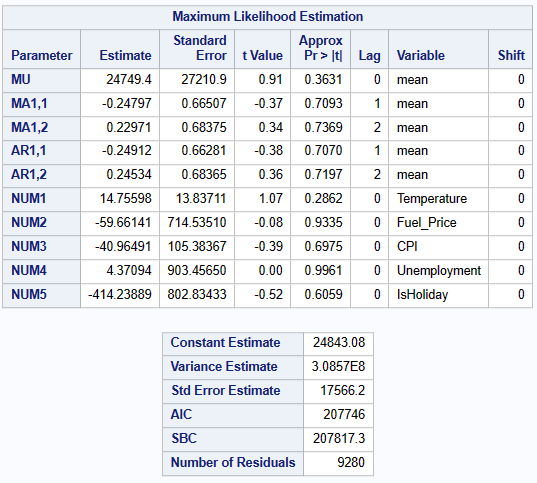 Maximum Likelihood Estimation
Parameter Estimate Standard Error t Value Approx Pr > |t| Lag Variable Shift
MU 24749.4 27210.9 0.91 0.3631 0 mean 0
MA1,1 -0.24797 0.66507 -0.37 0.7093 1 mean 0
MA1,2 0.22971 0.68375 0.34 0.7369 2 mean 0
AR1,1 -0.24912 0.66281 -0.38 0.7070 1 mean 0
AR1,2 0.24534 0.68365 0.36 0.7197 2 mean 0
NUM1 14.75598 13.83711 1.07 0.2862 0 Temperature 0
NUM2 -59.66141 714.53510 -0.08 0.9335 0 Fuel_Price 0
NUM3 -40.96491 105.38367 -0.39 0.6975 0 CPI 0
NUM4 4.37094 903.45650 0.00 0.9961 0 Unemployment 0
NUM5 -414.23889 802.83433 -0.52 0.6059 0 IsHoliday 0
Constant Estimate 24843.08
Variance Estimate 3.0857E8
Std Error Estimate 17566.2
AIC 207746
SBC 207817.3
Number of Residuals 9280